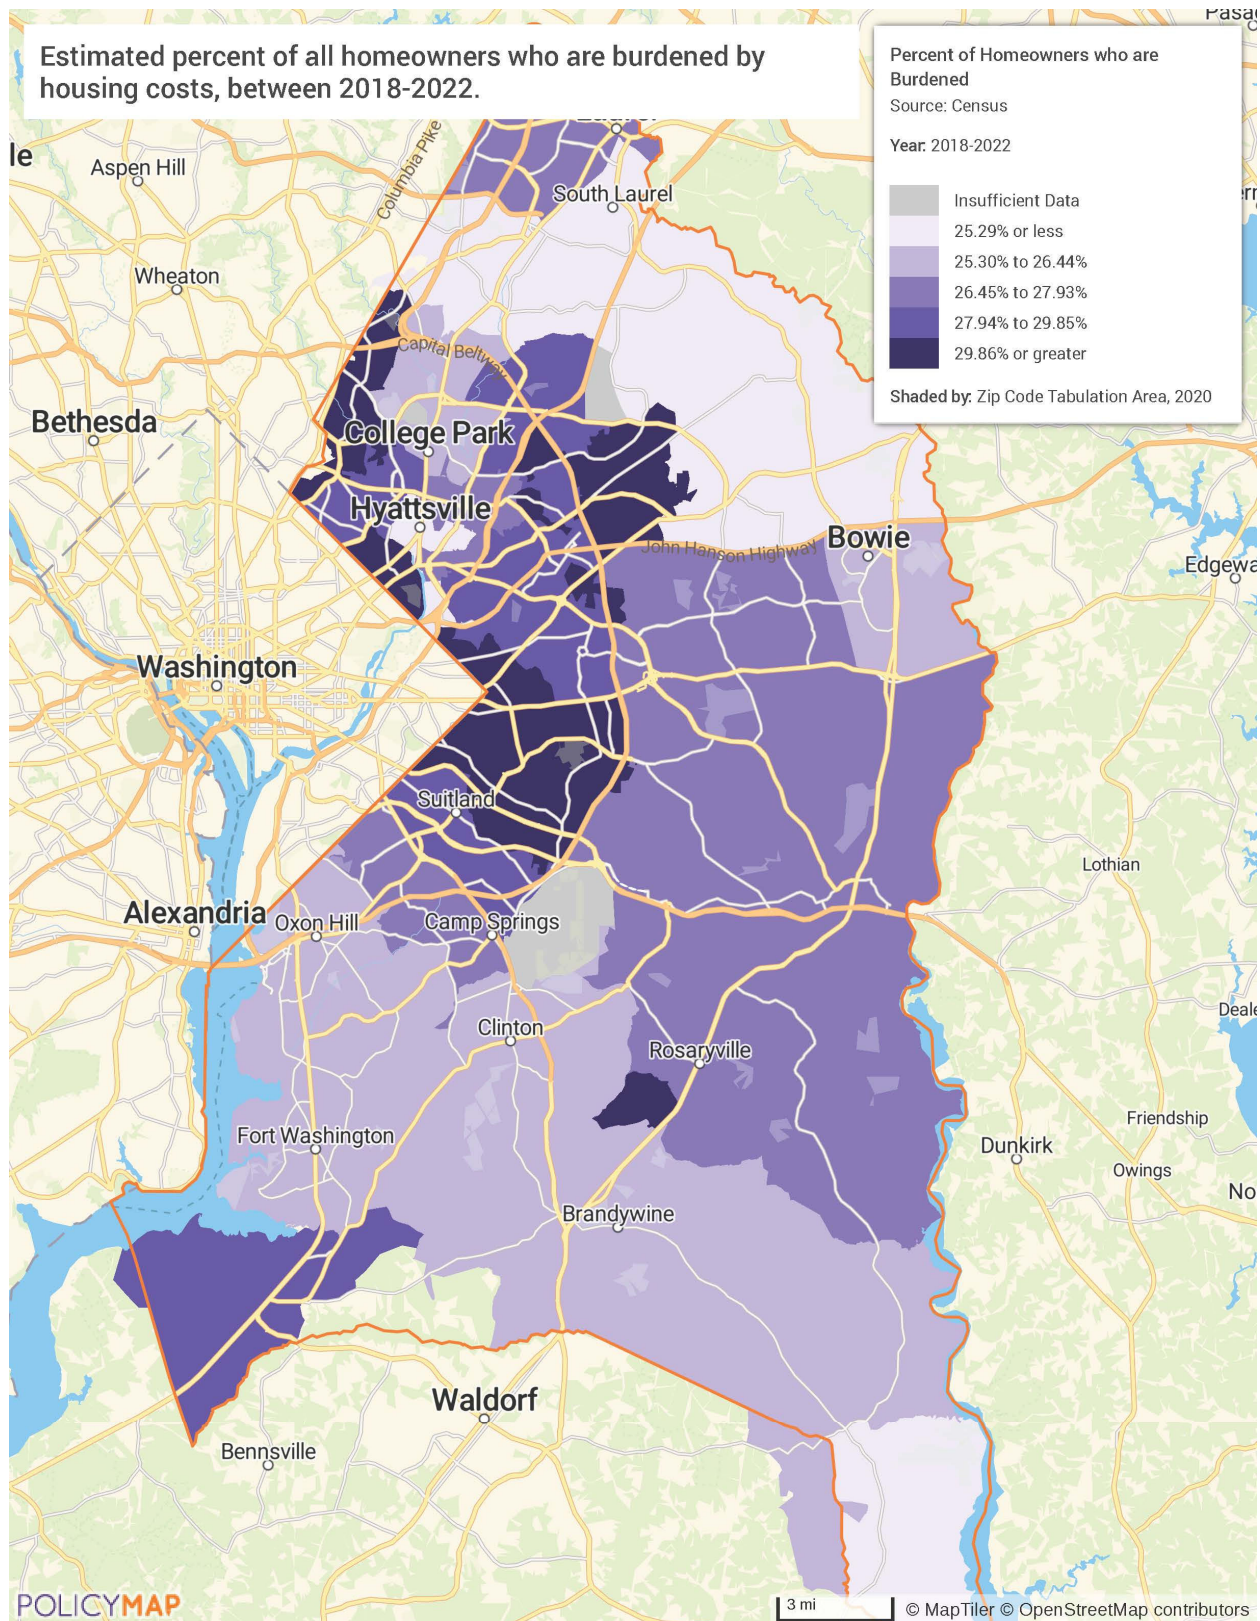 Estimated percent of all homeowners who are burdened by
housing costs, between 2018-2022.
Percent of Homeowners who are
Burdened
Source: Census
Year: 2018-2022
Insufficient Data
25.29% or less
25.30% to 26.44%
26.45% to 27.93%
27.94% to 29.85%
29.86% or greater
Shaded by: Zip Code Tabulation Area, 2020
le
Aspen Hill
Columbia Pike
South Laurel
Wheaton
Capital Beltway
Bethesda
College Park
Hyattsville
John Hanson Highway
Bowie
Edgewa
Washington
Suitland
Lothian
Alexandria
Oxon Hill
Camp Springs
Deale
Clinton
Rosaryville
Friendship
Fort Washington
Dunkirk
Owings
No
Brandywine
Waldorf
Bennsville
POLICYMAP
3 mi
© MapTiler © OpenStreetMap contributors